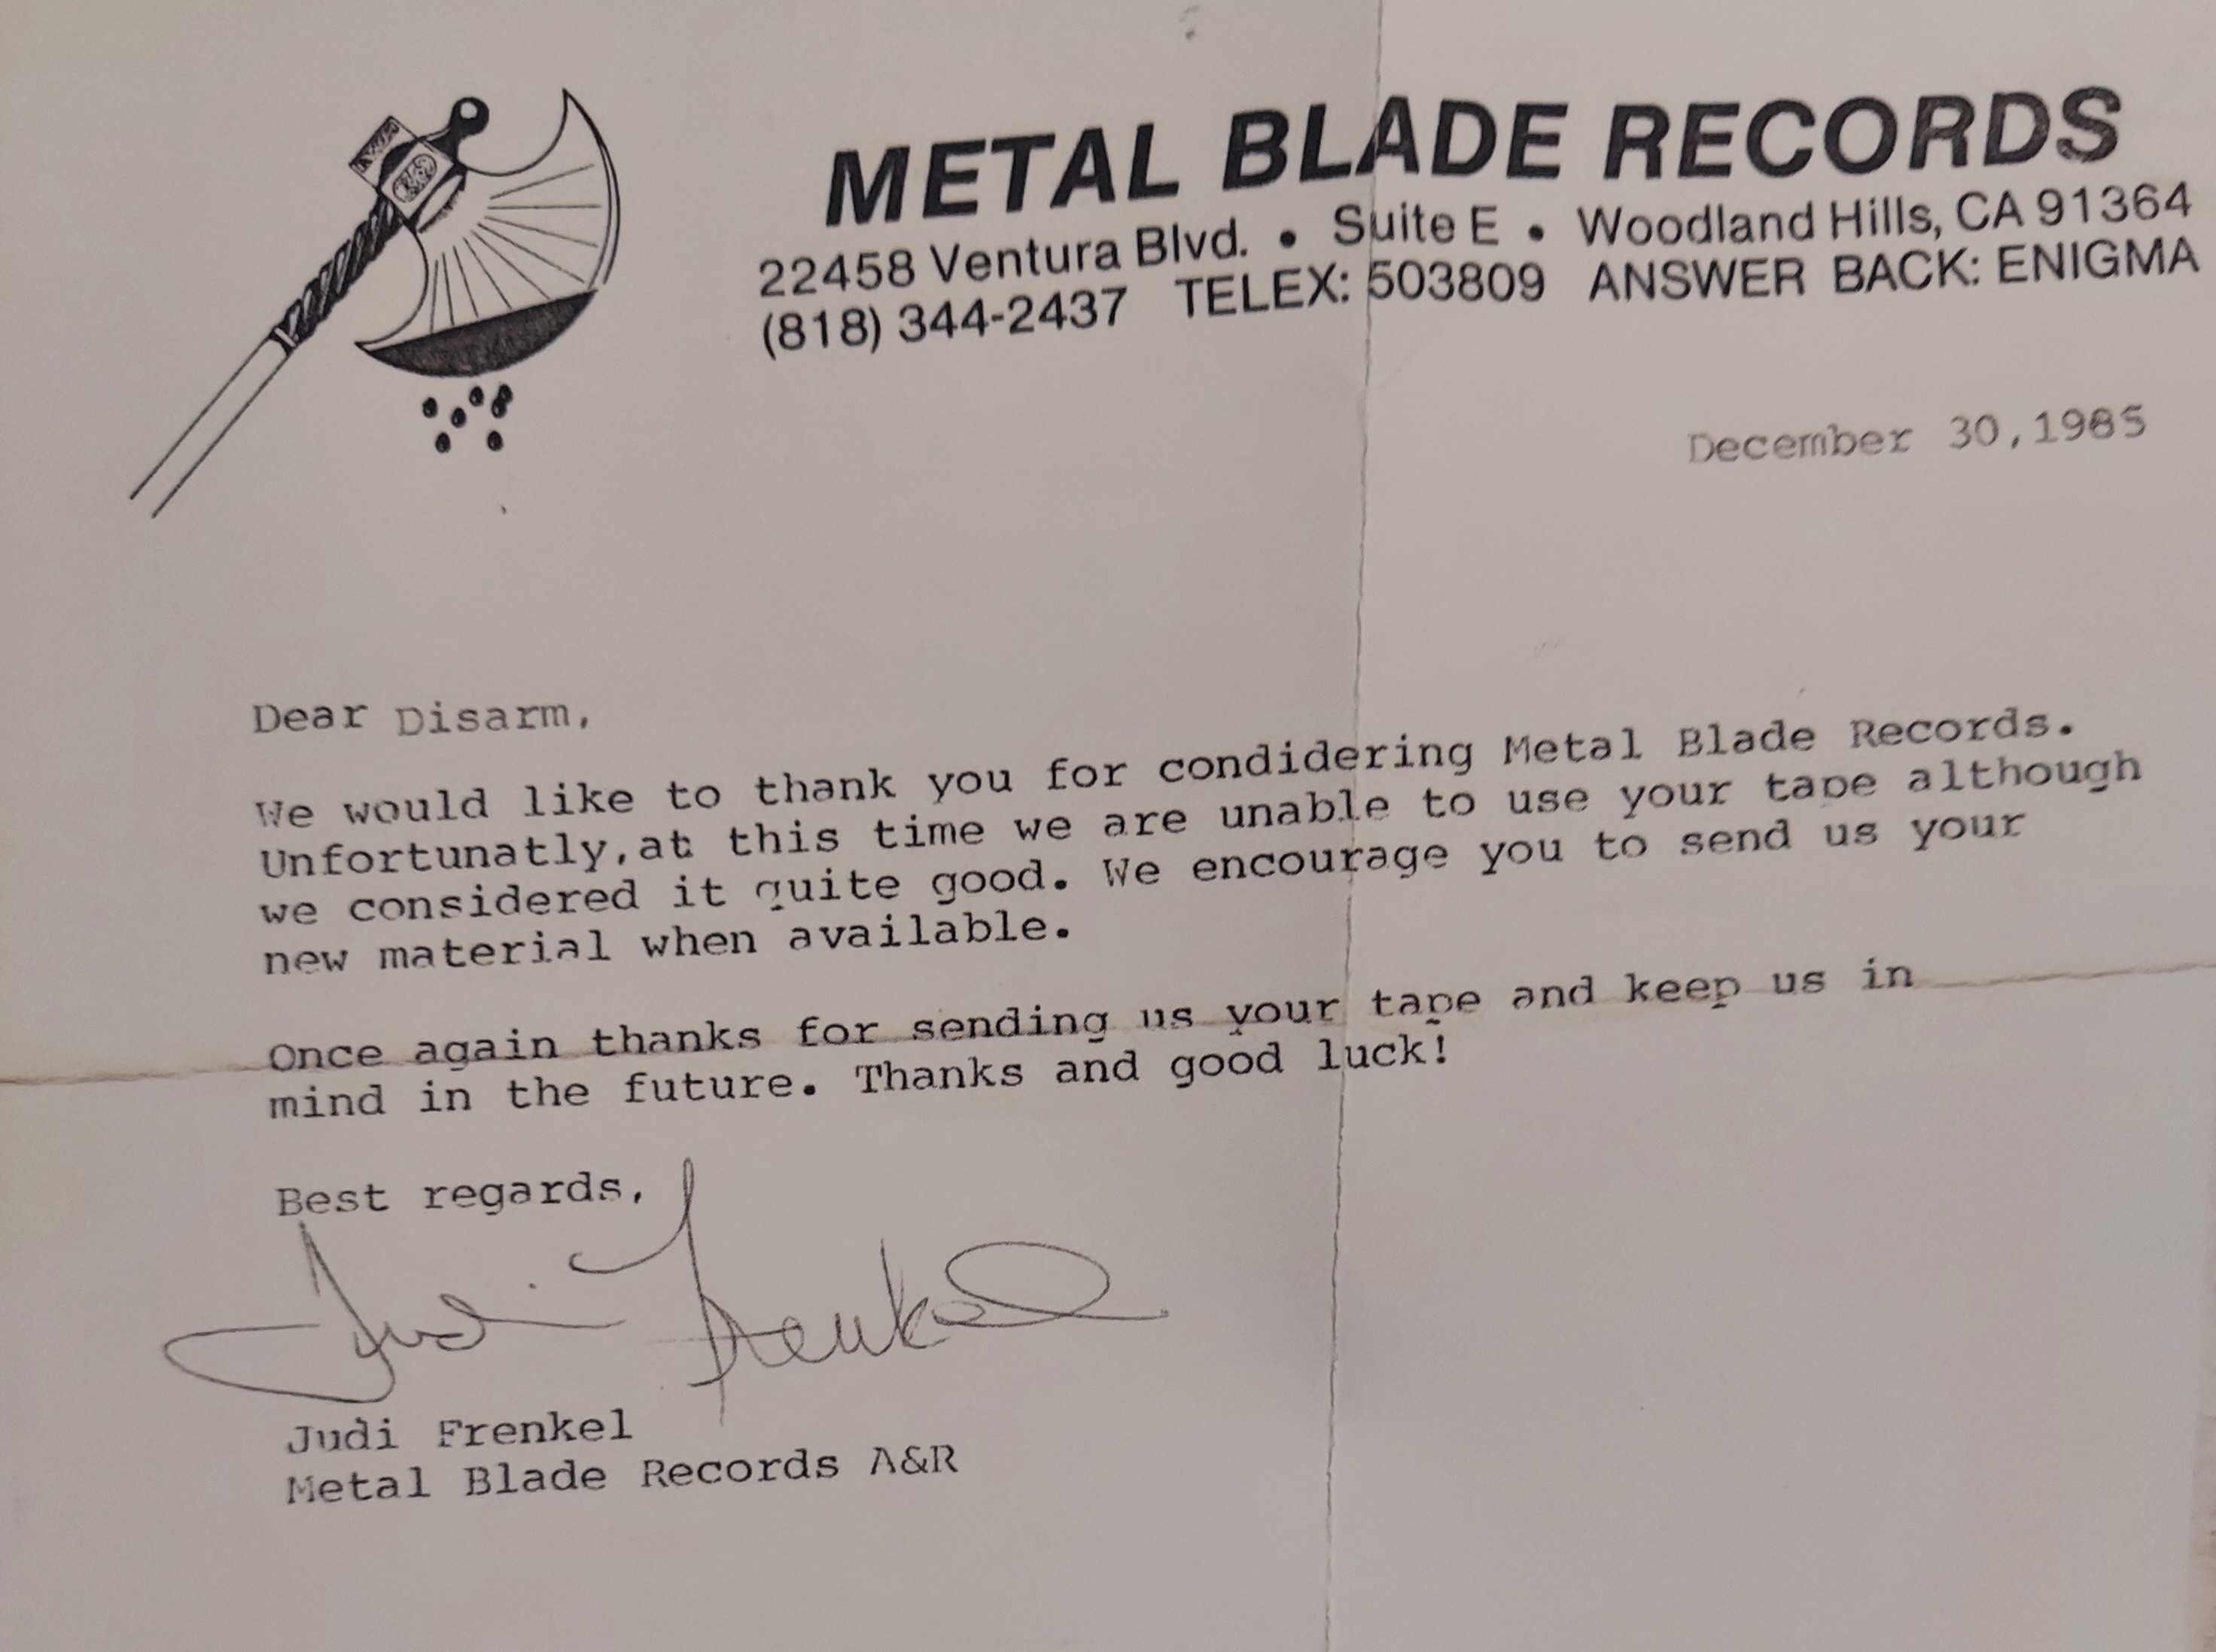 METAL BLADE RECORDS
22458 Ventura Blvd. • Suite E • Woodland Hills, CA 91364
(818) 344-2437 TELEX: 503809 ANSWER BACK: ENIGMA
December 30,1985
Dear Disarm,
We would like to thank you for condidering Metal Blade Records.
Unfortunatly,at this time we are unable to use your tape although
we considered it quite good. We encourage you to send us your
new material when available.
Once again thanks for sending us your tape and keep us in
mind in the future. Thanks and good luck!
Best regards,
Judi Frenkel
Judi Frenkel
Metal Blade Records A&R